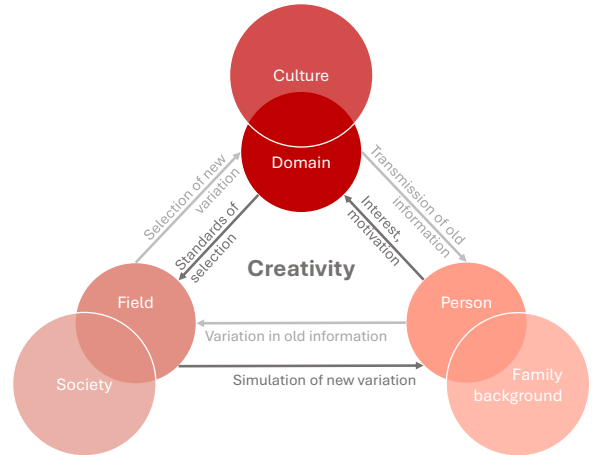 Culture
Domain
Selection of new
variation
Standards of
selection
Transmission of old
information
Interest,
motivation
Creativity
Field
Person
Variation in old information
Society
Family
background
Simulation of new variation